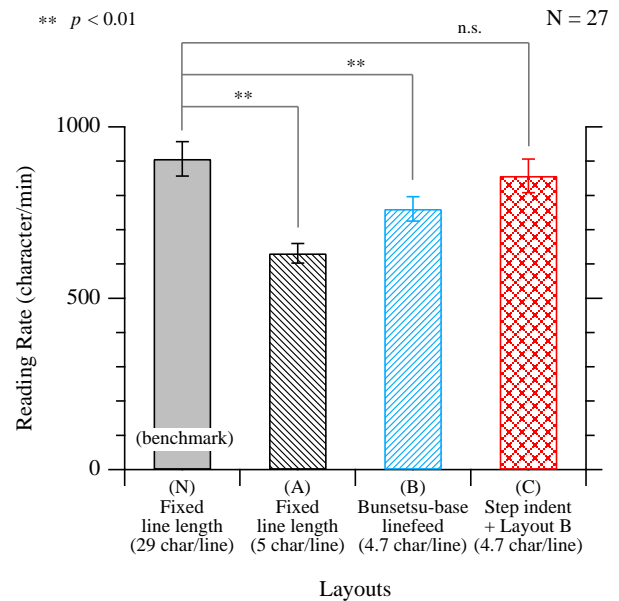 ** p < 0.01
N = 27
n.s.
**
**
Reading Rate (character/min)
1000
500
0
(benchmark)
(N)
Fixed
line length
(29 char/line)
(A)
Fixed
line length
(5 char/line)
(B)
Bunsetsu-base
linefeed
(4.7 char/line)
(C)
Step indent
+ Layout B
(4.7 char/line)
Layouts